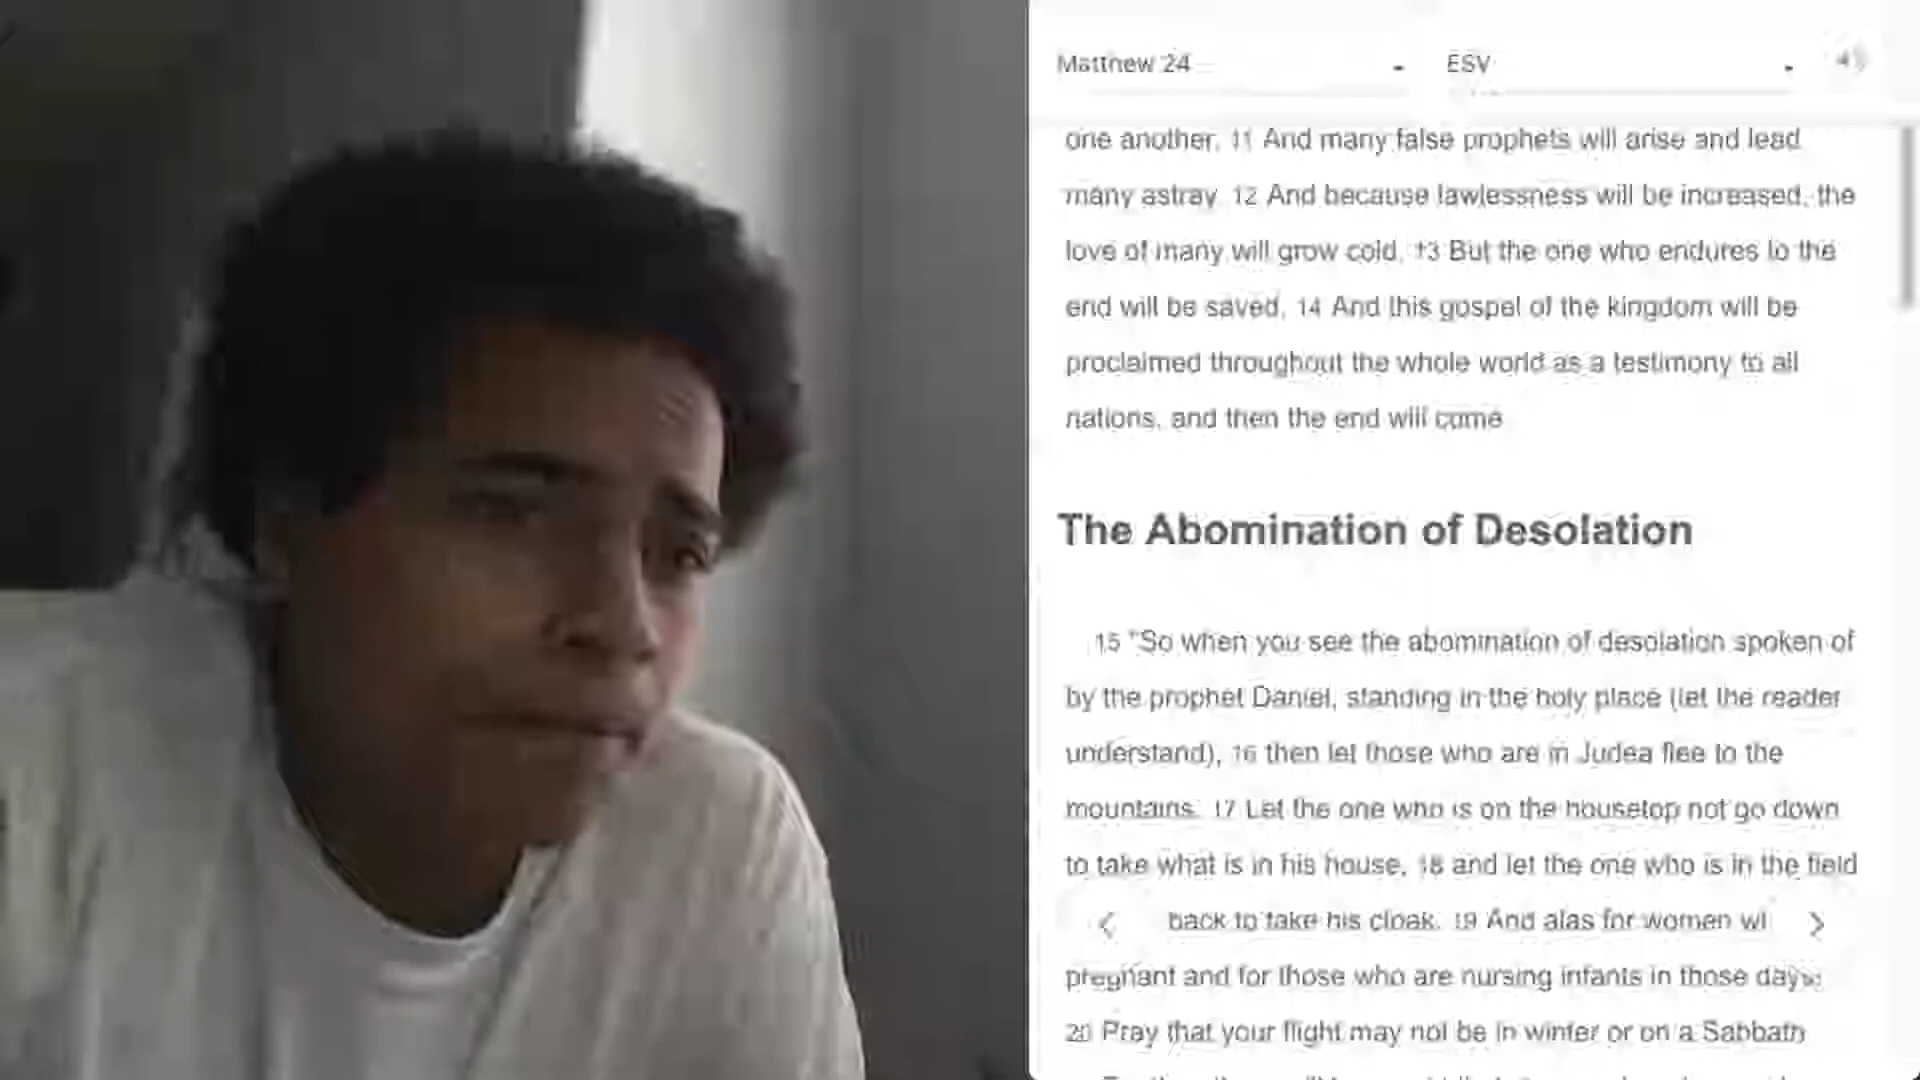 Matthew 24
ESV
one another. 11 And many false prophets will arise and lead
many astray. 12 And because lawlessness will be increased, the
love of many will grow cold. 13 But the one who endures to the
end will be saved. 14 And this gospel of the kingdom will be
proclaimed throughout the whole world as a testimony to all
nations, and then the end will come
The Abomination of Desolation
15 "So when you see the abomination of desolation spoken of
by the prophet Daniel, standing in the holy place (let the reader
understand), 16 then let those who are in Judea flee to the
mountains. 17 Let the one who is on the housetop not go down
to take what is in his house, 18 and let the one who is in the field
back to take his cloak. 19 And alas for women wh
pregnant and for those who are nursing infants in those days!
20 Pray that your flight may not be in winter or on a Sabbath